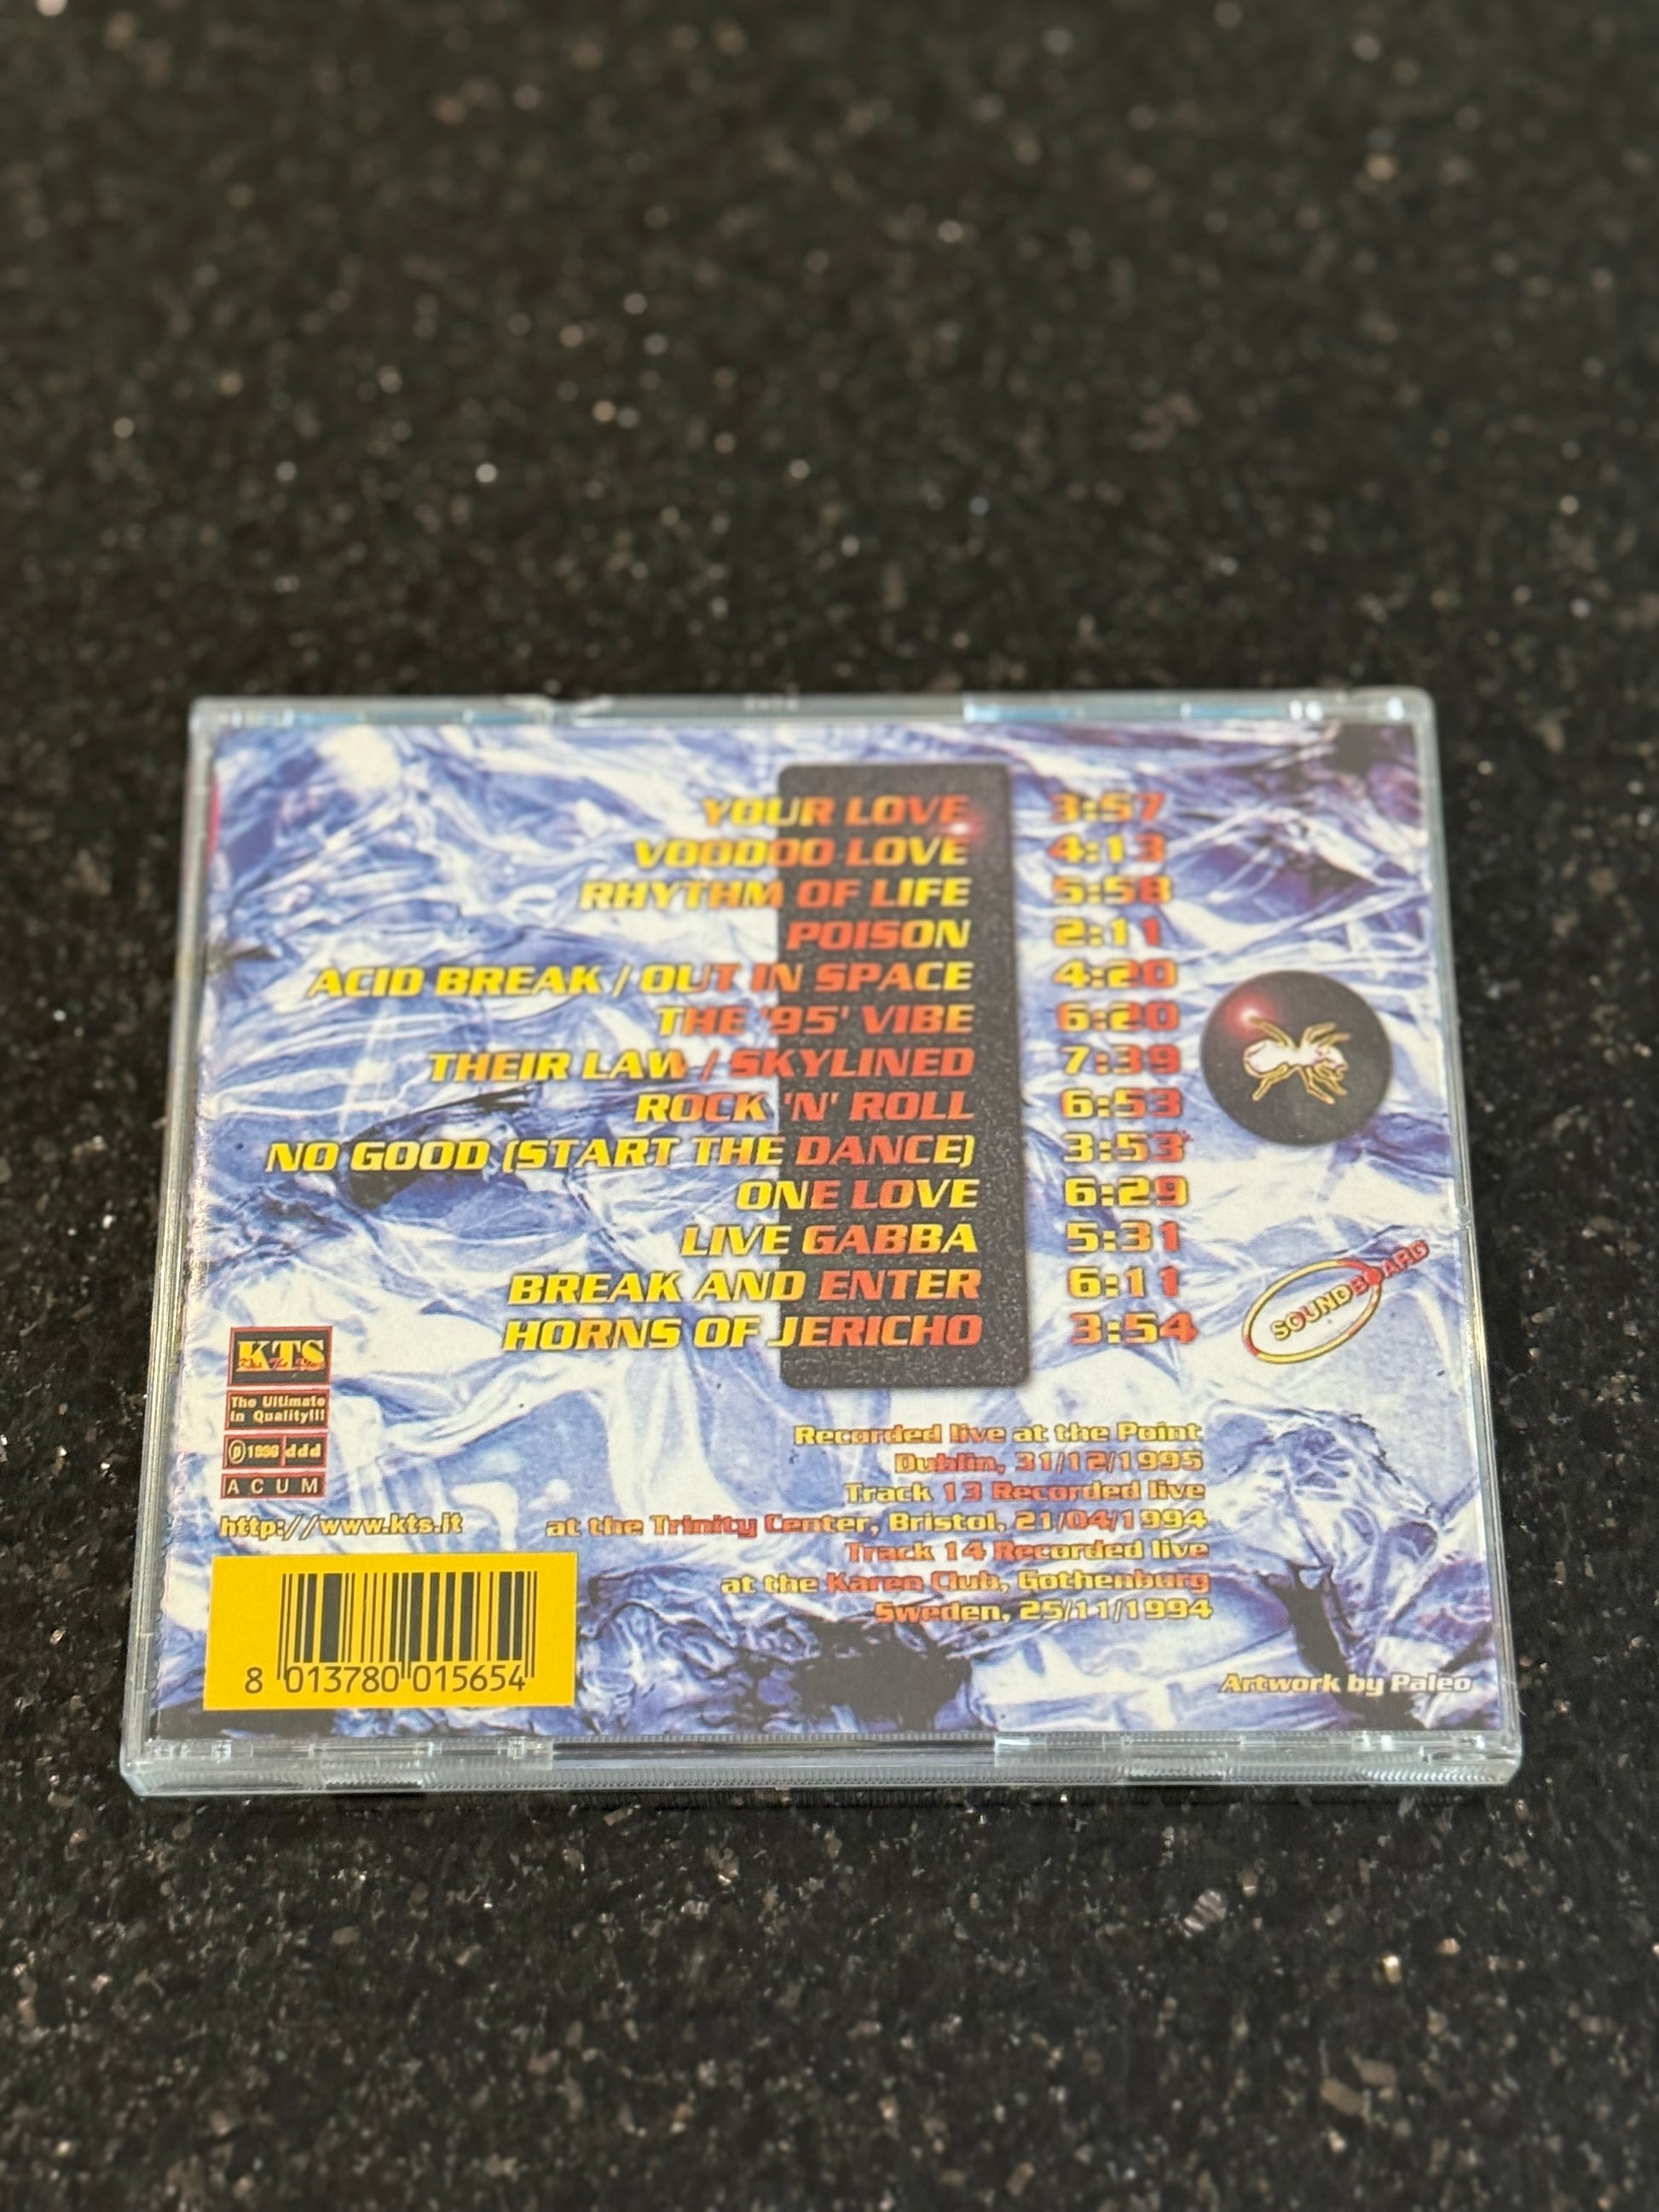 YOUR LOVE 3:57
VOODOO LOVE 4:13
RHYTHM OF LIFE 5:58
POISON 2:11
ACID BREAK / OUT IN SPACE 4:20
THE '95' VIBE 6:20
THEIR LAW / SKYLINED 7:39
ROCK 'N' ROLL 6:53
NO GOOD (START THE DANCE) 3:53
ONE LOVE 6:29
LIVE GABBA 5:31
BREAK AND ENTER 6:11
HORNS OF JERICHO 3:54
SOUNDBOARD
KTS
The Ultimate
In Quality!!!
℗ 1996 ddd
ACUM
http://www.kts.it
Recorded live at the Point
Dublin, 31/12/1995
Track 13 Recorded live
at the Trinity Center, Bristol, 21/04/1994
Track 14 Recorded live
at the Karen Club, Gothenburg
Sweden, 25/11/1994
8 013780 015654
Artwork by Paleo